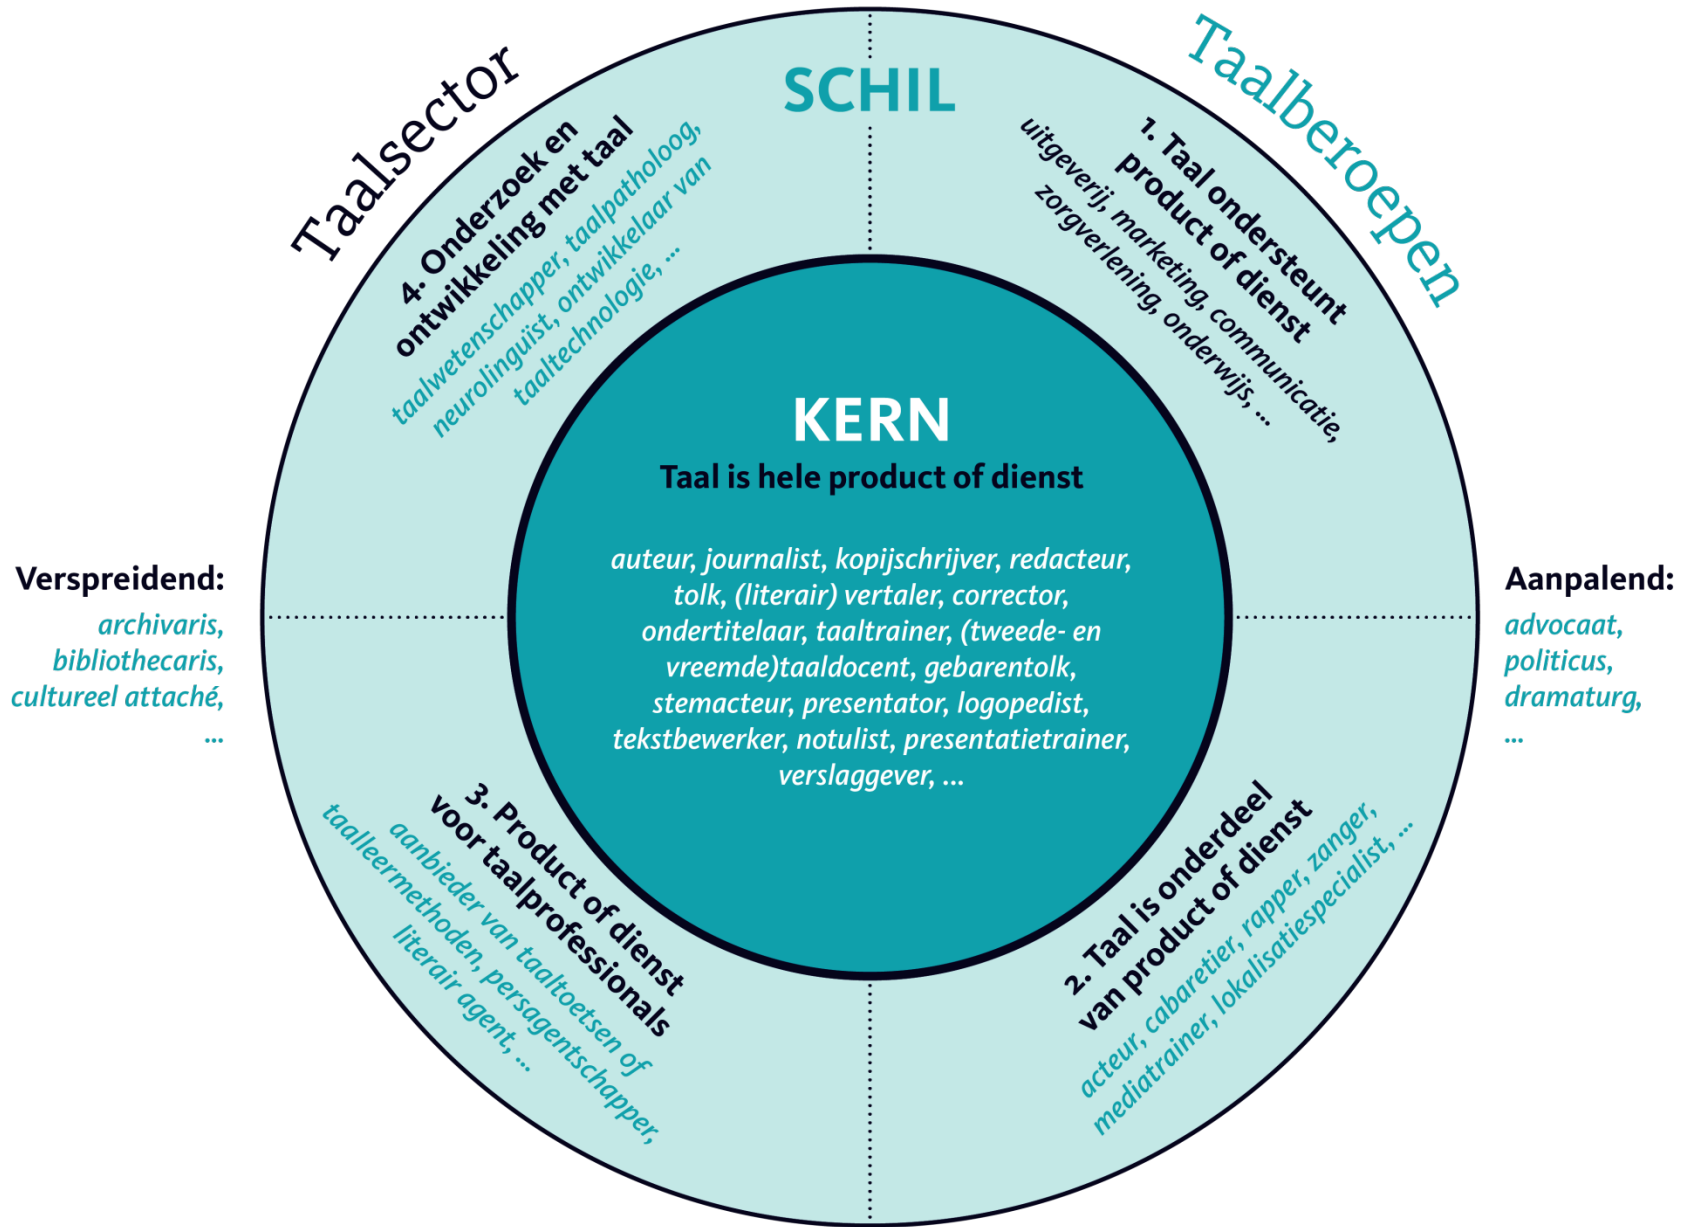 Taalsector
Taalberoepen
SCHIL
4. Onderzoek en
ontwikkeling met taal
taalwetenschapper, taalpatholoog,
neurolinguïst, ontwikkelaar van
taaltechnologie, ...
1. Taal ondersteunt
product of dienst
uitgeverij, marketing, communicatie,
zorgverlening, onderwijs, ...
KERN
Taal is hele product of dienst
auteur, journalist, kopijschrijver, redacteur,
tolk, (literair) vertaler, corrector,
ondertitelaar, taaltrainer, (tweede- en
vreemde)taaldocent, gebarentolk,
stemacteur, presentator, logopedist,
tekstbewerker, notulist, presentatietrainer,
verslaggever, ...
Verspreidend:
archivaris,
bibliothecaris,
cultureel attaché,
...
Aanpalend:
advocaat,
politicus,
dramaturg,
...
3. Product of dienst
voor taalprofessionals
aanbieder van taaltoetsen of
taalleermethoden, persagentschapper,
literair agent, ...
2. Taal is onderdeel
van product of dienst
acteur, cabaretier, rapper, zanger,
mediatrainer, lokalisatiespecialist, ...